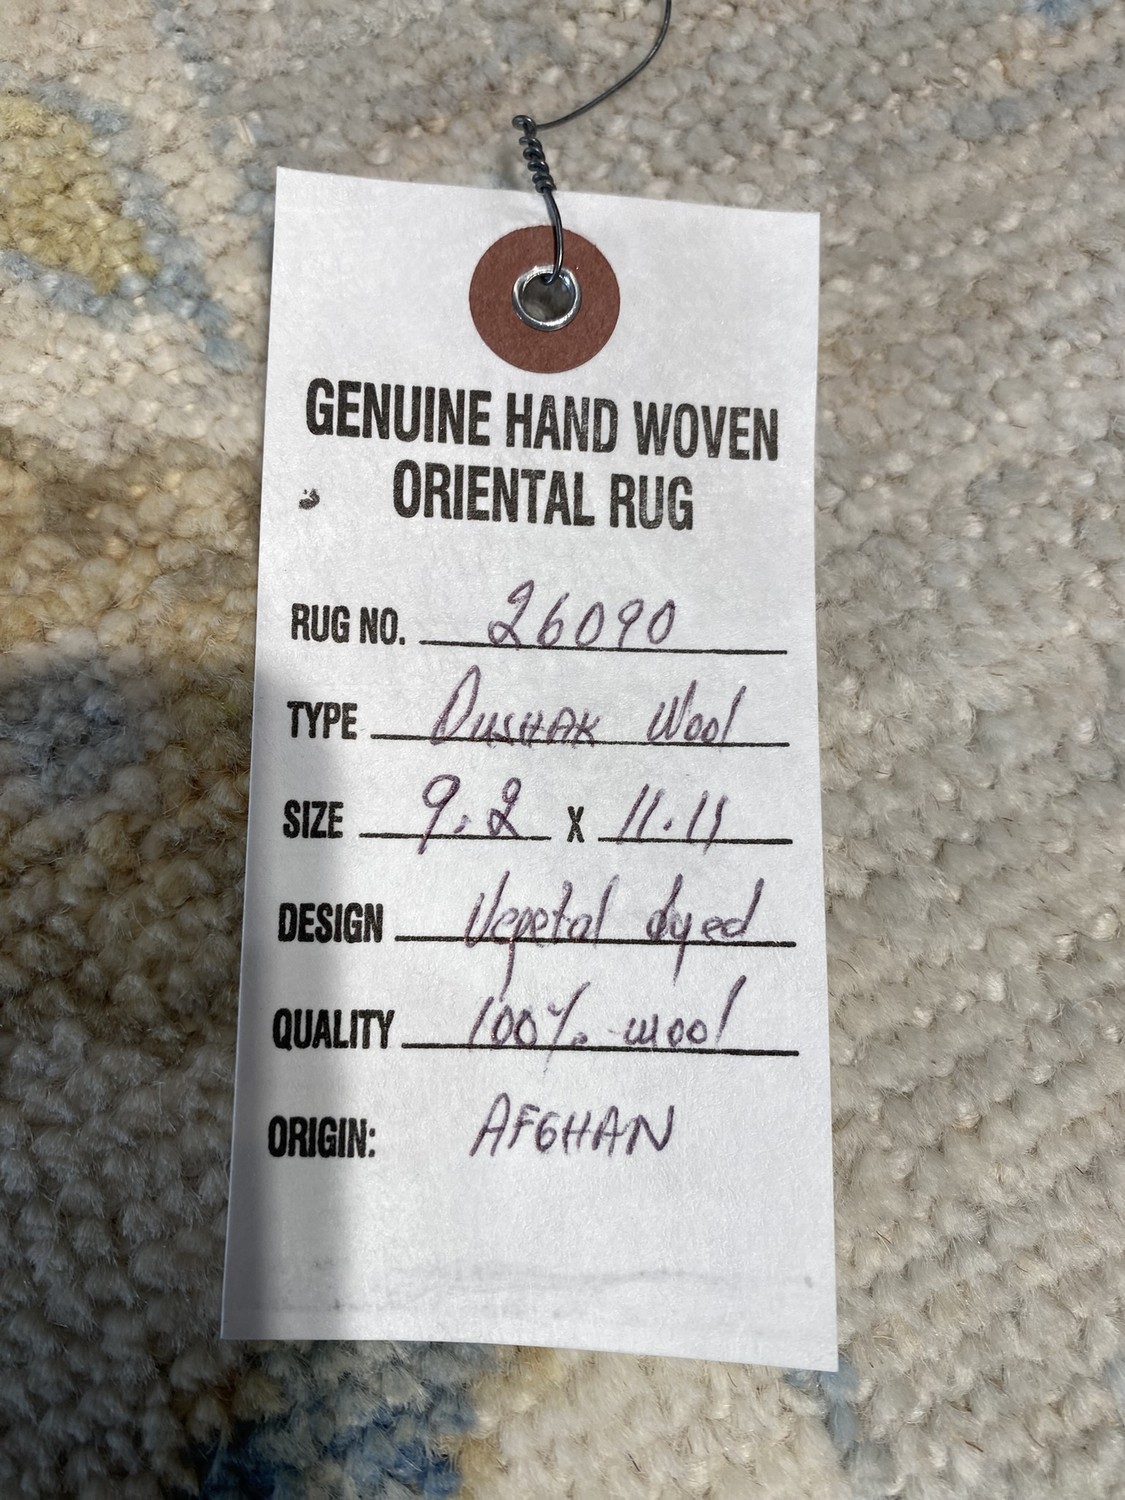 GENUINE HAND WOVEN
ORIENTAL RUG
RUG NO. 26090
TYPE Oushak Wool
SIZE 9.2 X 11.11
DESIGN Vegetal dyed
QUALITY 100% wool
ORIGIN: AFGHAN